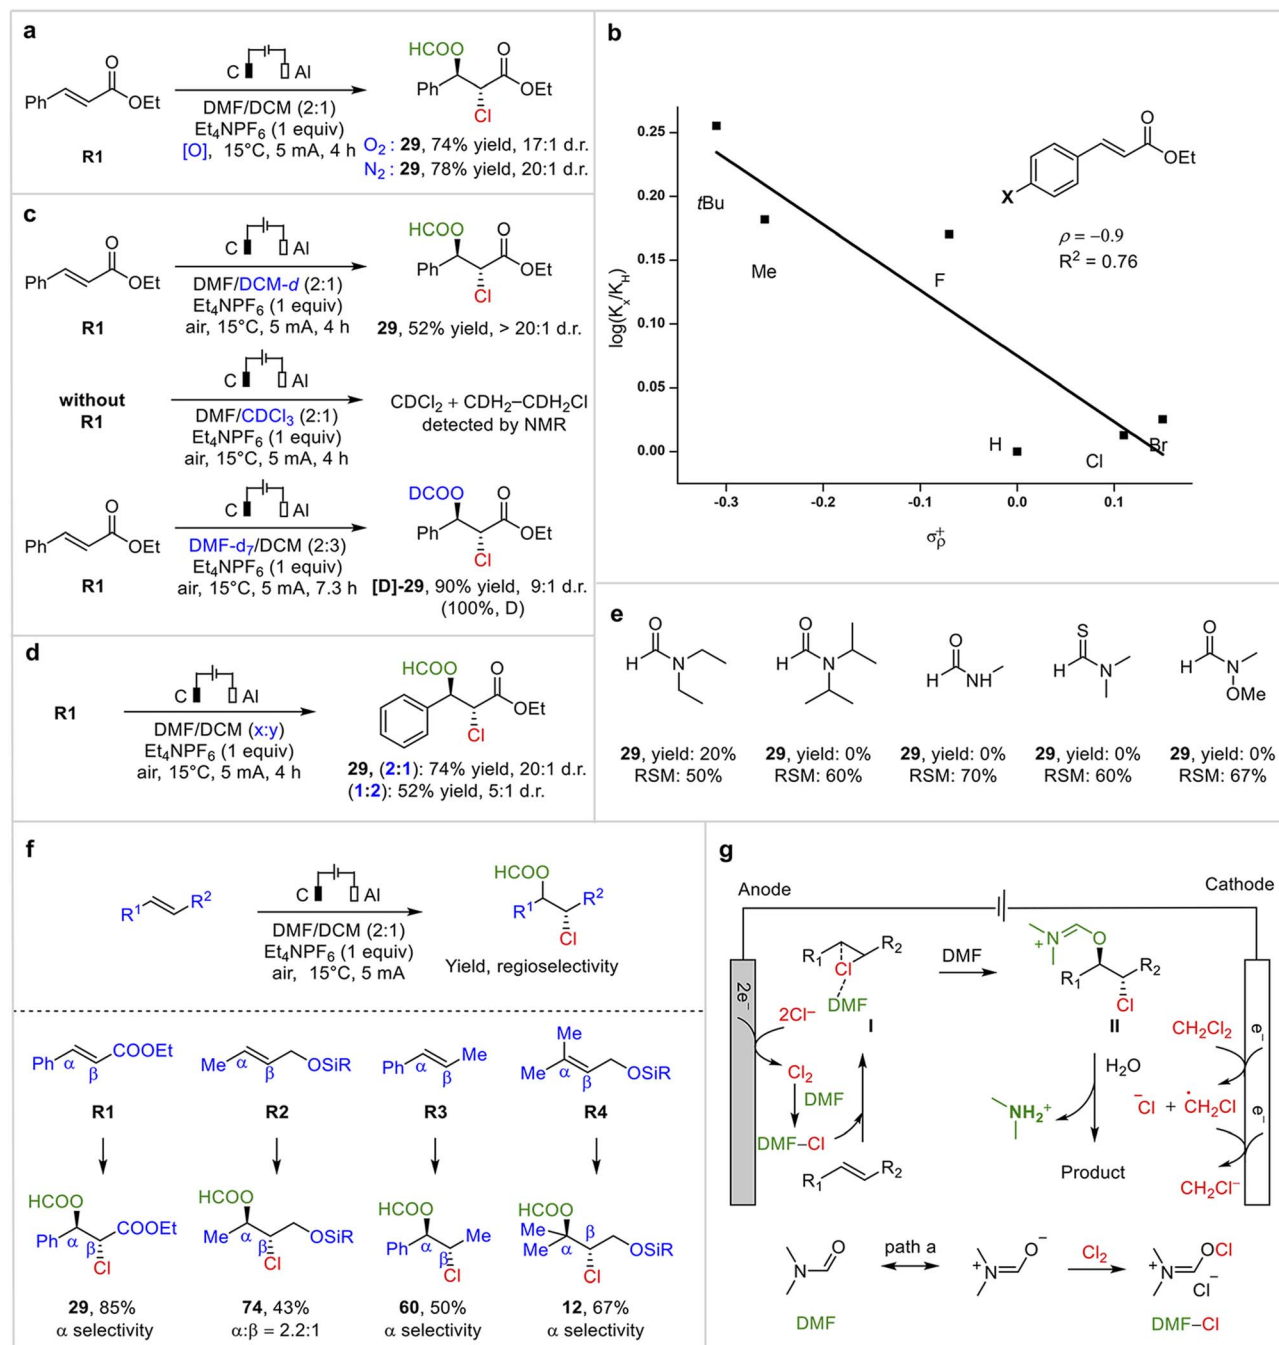 a
C Al
HCOO O
Ph OEt
Cl
O
Ph OEt
R1
DMF/DCM (2:1)
Et4NPF6 (1 equiv)
[O], 15°C, 5 mA, 4 h
O2 : 29, 74% yield, 17:1 d.r.
N2 : 29, 78% yield, 20:1 d.r.
b
log(Kx/KH)
0.25
0.20
0.15
0.10
0.05
0.00
-0.3 -0.2 -0.1 0.0 0.1
σρ+
tBu
Me
F
H
Cl
Br
O
OEt
X
ρ = −0.9
R2 = 0.76
c
C Al
O
Ph OEt
R1
DMF/DCM-d (2:1)
Et4NPF6 (1 equiv)
air, 15°C, 5 mA, 4 h
HCOO O
Ph OEt
Cl
29, 52% yield, > 20:1 d.r.
C Al
without
R1
DMF/CDCl3 (2:1)
Et4NPF6 (1 equiv)
air, 15°C, 5 mA, 4 h
CDCl2 + CDH2−CDH2Cl
detected by NMR
C Al
O
Ph OEt
R1
DMF-d7/DCM (2:3)
Et4NPF6 (1 equiv)
air, 15°C, 5 mA, 7.3 h
DCOO O
Ph OEt
Cl
[D]-29, 90% yield, 9:1 d.r.
(100%, D)
d
C Al
R1
DMF/DCM (x:y)
Et4NPF6 (1 equiv)
air, 15°C, 5 mA, 4 h
HCOO O
OEt
Cl
29, (2:1): 74% yield, 20:1 d.r.
(1:2): 52% yield, 5:1 d.r.
e
O
H N
29, yield: 20%
RSM: 50%
O
H N
29, yield: 0%
RSM: 60%
O
H NH
29, yield: 0%
RSM: 70%
S
H N
29, yield: 0%
RSM: 60%
O
H N
OMe
29, yield: 0%
RSM: 67%
f
C Al
R1 R2
DMF/DCM (2:1)
Et4NPF6 (1 equiv)
air, 15°C, 5 mA
HCOO
R1 R2
Cl
Yield, regioselectivity
Ph α β COOEt
R1
Me α β OSiR
R2
Ph α β Me
R3
Me
Me α β OSiR
R4
HCOO
Ph α β COOEt
Cl
29, 85%
α selectivity
HCOO
Me α β OSiR
Cl
74, 43%
α:β = 2.2:1
HCOO
Ph α β Me
Cl
60, 50%
α selectivity
HCOO
Me β
Me α OSiR
Cl
12, 67%
α selectivity
g
Anode
Cathode
2e−
2Cl−
Cl2
DMF
DMF−Cl
R1 R2
R1 R2
Cl
DMF
I
DMF
+ N O
R1 R2
Cl
II
H2O
NH2+
Product
CH2Cl2
e−
−Cl + •CH2Cl
e−
CH2Cl−
N O
DMF
path a
+ N O−
Cl2
+ N OCl
Cl−
DMF−Cl